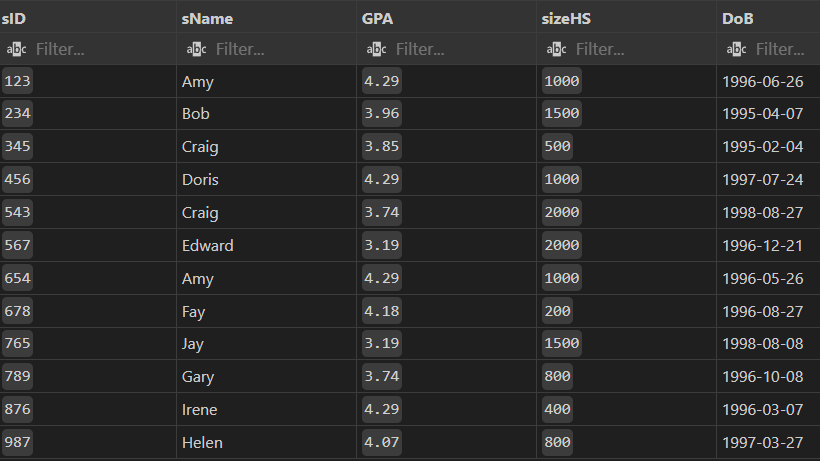 sID sName GPA sizeHS DoB
abc Filter... abc Filter... abc Filter... abc Filter... abc Filter...
123 Amy 4.29 1000 1996-06-26
234 Bob 3.96 1500 1995-04-07
345 Craig 3.85 500 1995-02-04
456 Doris 4.29 1000 1997-07-24
543 Craig 3.74 2000 1998-08-27
567 Edward 3.19 2000 1996-12-21
654 Amy 4.29 1000 1996-05-26
678 Fay 4.18 200 1996-08-27
765 Jay 3.19 1500 1998-08-08
789 Gary 3.74 800 1996-10-08
876 Irene 4.29 400 1996-03-07
987 Helen 4.07 800 1997-03-27